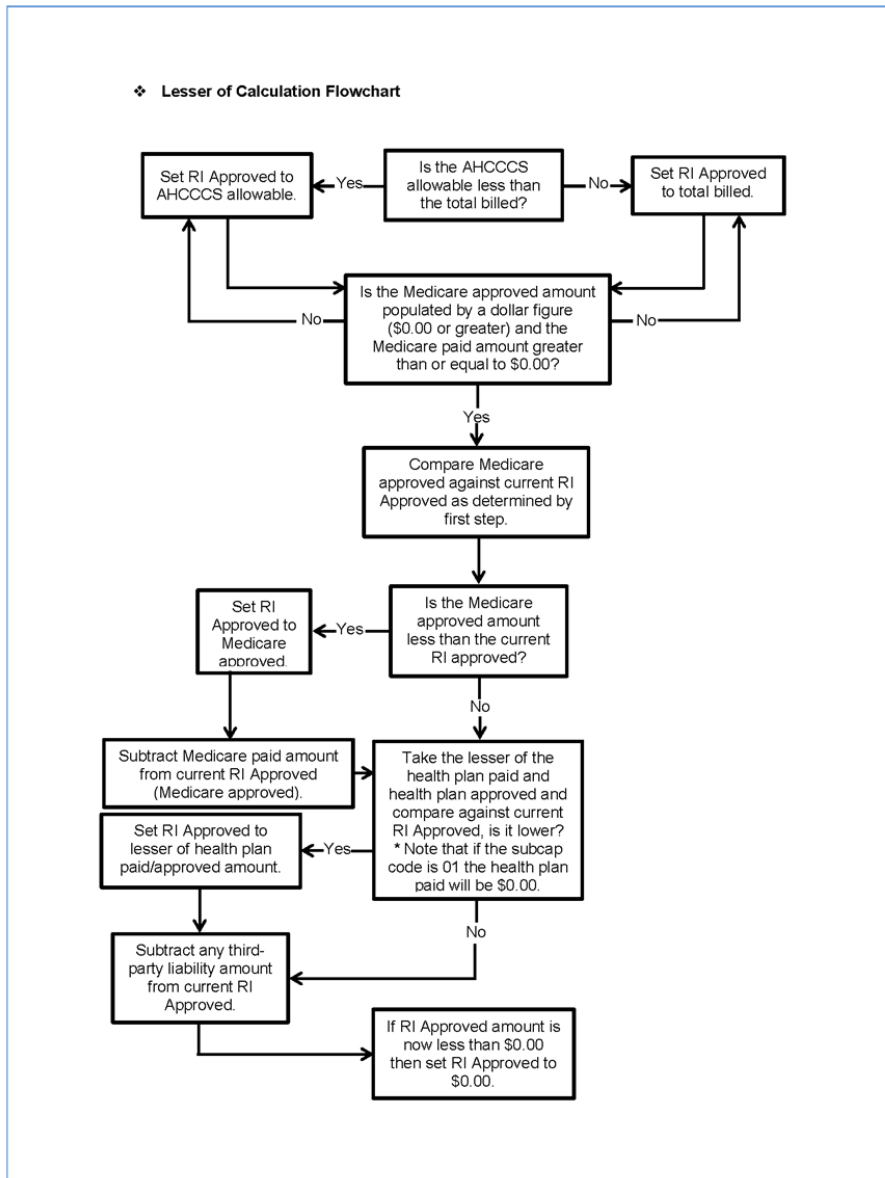 ❖ Lesser of Calculation Flowchart
Set RI Approved to
AHCCCS allowable.
Yes
Is the AHCCCS
allowable less than
the total billed?
No
Set RI Approved
to total billed.
Is the Medicare approved amount
populated by a dollar figure
($0.00 or greater) and the
Medicare paid amount greater
than or equal to $0.00?
No
No
Yes
Compare Medicare
approved against current RI
Approved as determined by
first step.
Is the Medicare
approved amount
less than the current
RI approved?
Yes
Set RI
Approved to
Medicare
approved.
No
Subtract Medicare paid amount
from current RI Approved
(Medicare approved).
Take the lesser of the
health plan paid and
health plan approved and
compare against current
RI Approved, is it lower?
* Note that if the subcap
code is 01 the health plan
paid will be $0.00.
Yes
Set RI Approved to
lesser of health plan
paid/approved amount.
No
Subtract any third-
party liability amount
from current RI
Approved.
If RI Approved amount is
now less than $0.00
then set RI Approved to
$0.00.